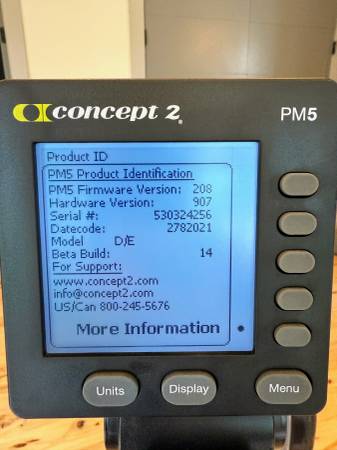 concept 2
PM5
Product ID
PM5 Product Identification
PM5 Firmware Version: 208
Hardware Version: 907
Serial #: 530324256
Datecode: 2782021
Model D/E
Beta Build: 14
For Support:
www.concept2.com
info@concept2.com
US/Can 800-245-5676
More Information
Units Display Menu